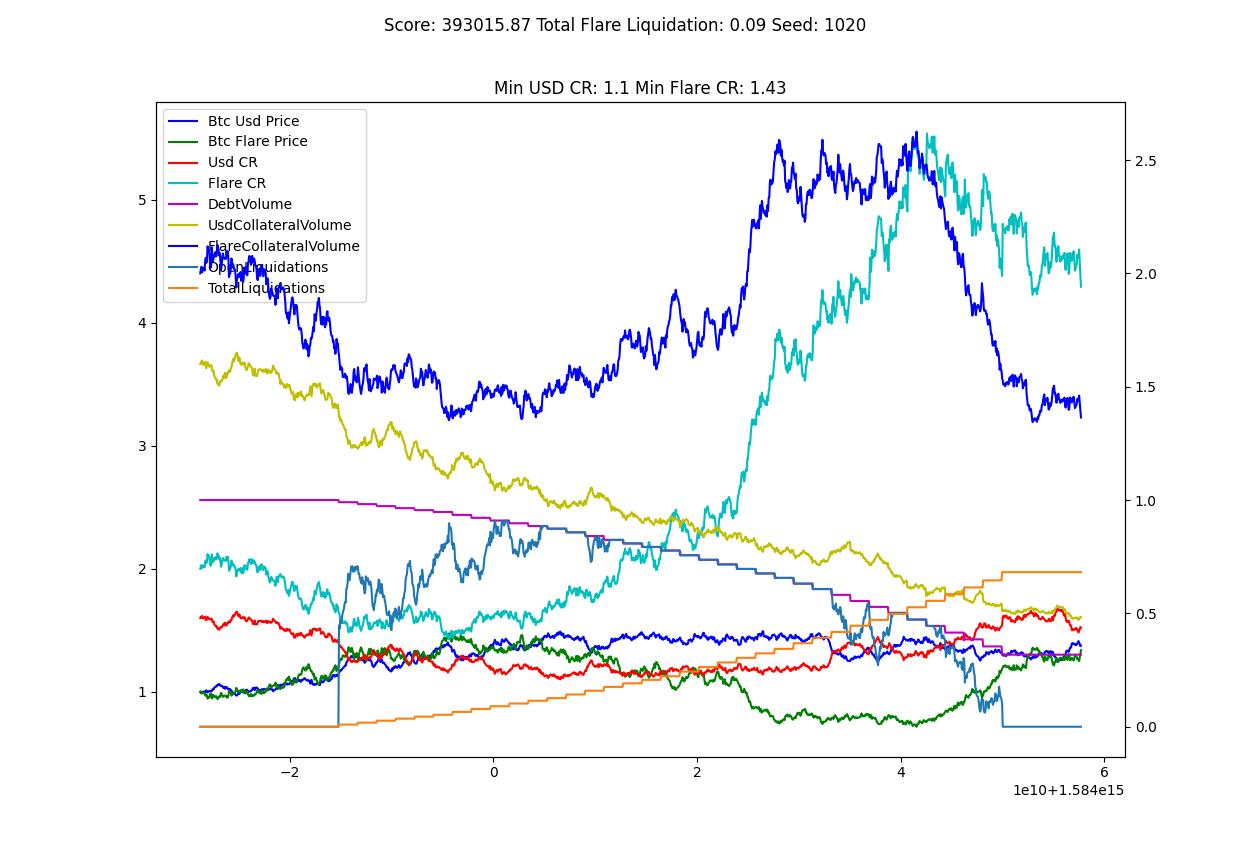 Score: 393015.87 Total Flare Liquidation: 0.09 Seed: 1020
Min USD CR: 1.1 Min Flare CR: 1.43
Btc Usd Price
Btc Flare Price
Usd CR
Flare CR
DebtVolume
UsdCollateralVolume
FlareCollateralVolume
OpenLiquidations
TotalLiquidations
5
4
3
2
1
2.5
2.0
1.5
1.0
0.5
0.0
−2 0 2 4 6
1e10+1.584e15